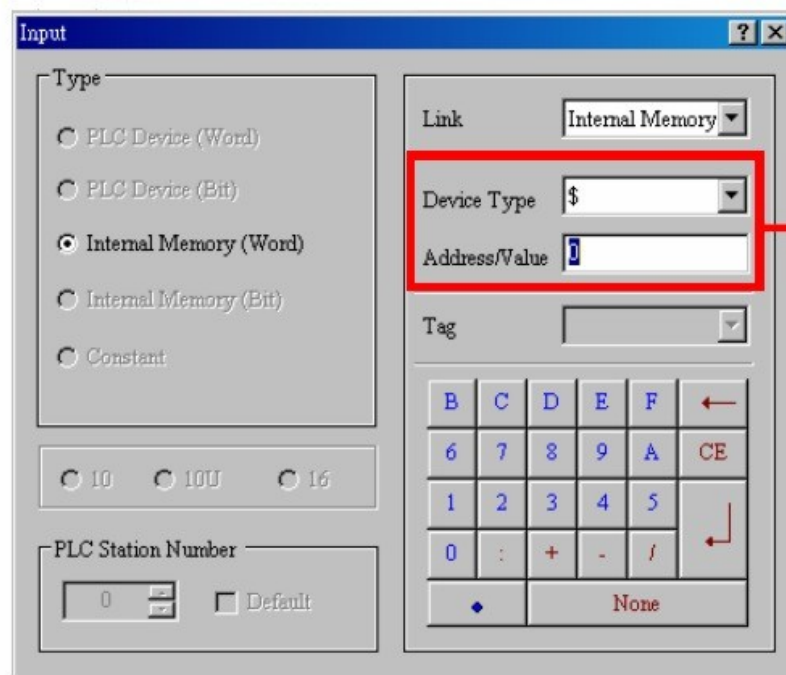 Input
Type
PLC Device (Word)
PLC Device (Bit)
Internal Memory (Word)
Internal Memory (Bit)
Constant
10 10U 16
PLC Station Number
0 Default
Link Internal Memory
Device Type $
Address/Value 0
Tag
B C D E F ←
6 7 8 9 A CE
1 2 3 4 5
0 : + - /
None